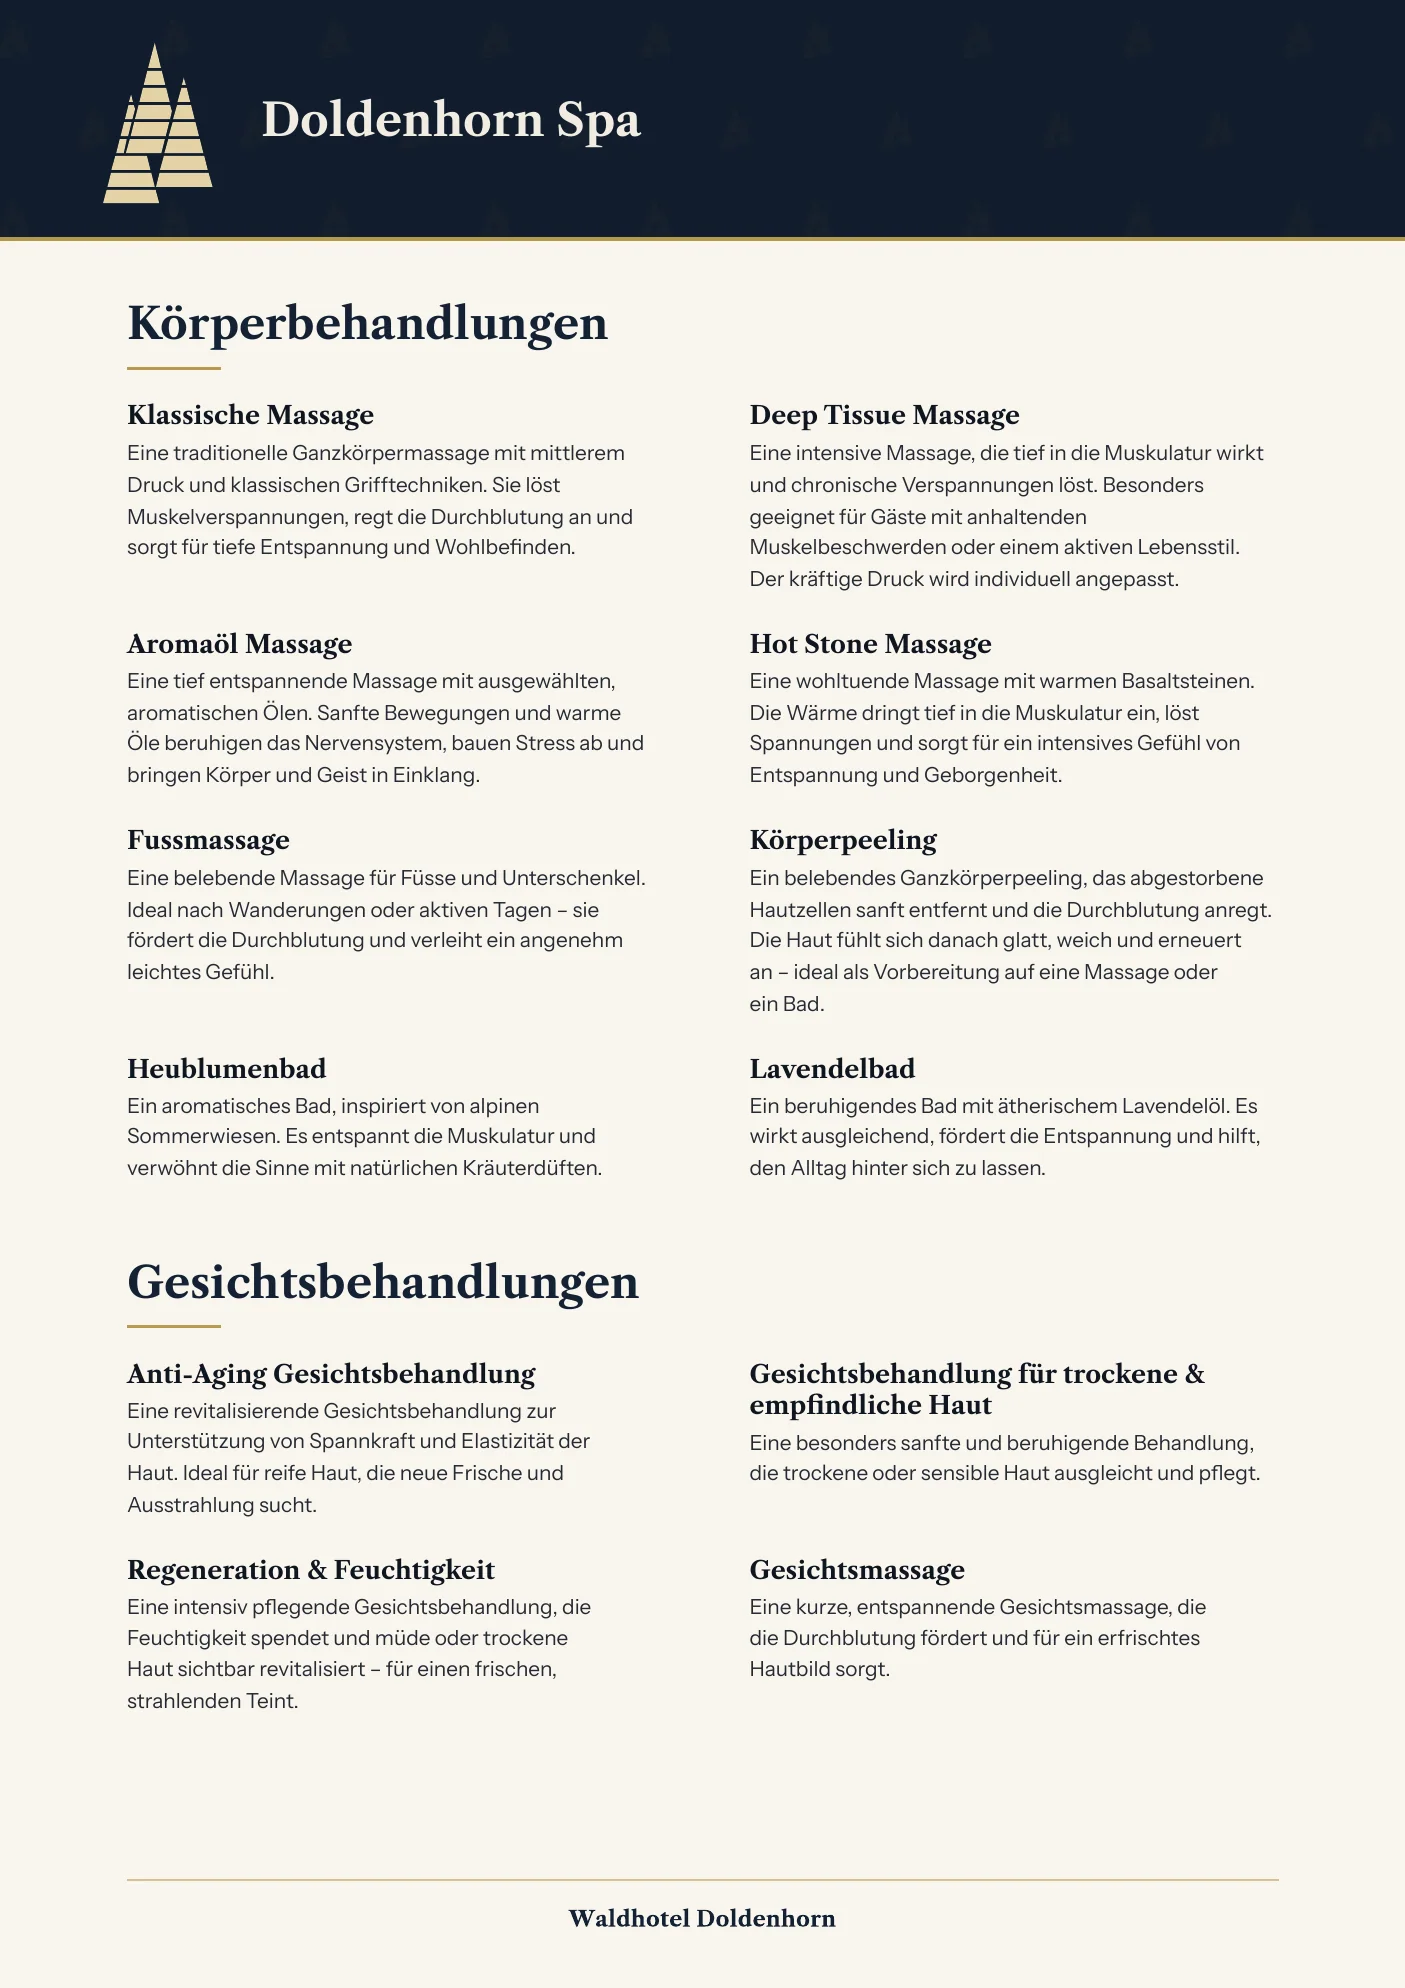 Doldenhorn Spa
Körperbehandlungen
Klassische Massage
Eine traditionelle Ganzkörpermassage mit mittlerem
Druck und klassischen Grifftechniken. Sie löst
Muskelverspannungen, regt die Durchblutung an und
sorgt für tiefe Entspannung und Wohlbefinden.
Deep Tissue Massage
Eine intensive Massage, die tief in die Muskulatur wirkt
und chronische Verspannungen löst. Besonders
geeignet für Gäste mit anhaltenden
Muskelbeschwerden oder einem aktiven Lebensstil.
Der kräftige Druck wird individuell angepasst.
Aromaöl Massage
Eine tief entspannende Massage mit ausgewählten,
aromatischen Ölen. Sanfte Bewegungen und warme
Öle beruhigen das Nervensystem, bauen Stress ab und
bringen Körper und Geist in Einklang.
Hot Stone Massage
Eine wohltuende Massage mit warmen Basaltsteinen.
Die Wärme dringt tief in die Muskulatur ein, löst
Spannungen und sorgt für ein intensives Gefühl von
Entspannung und Geborgenheit.
Fussmassage
Eine belebende Massage für Füsse und Unterschenkel.
Ideal nach Wanderungen oder aktiven Tagen – sie
fördert die Durchblutung und verleiht ein angenehm
leichtes Gefühl.
Körperpeeling
Ein belebendes Ganzkörperpeeling, das abgestorbene
Hautzellen sanft entfernt und die Durchblutung anregt.
Die Haut fühlt sich danach glatt, weich und erneuert
an – ideal als Vorbereitung auf eine Massage oder
ein Bad.
Heublumenbad
Ein aromatisches Bad, inspiriert von alpinen
Sommerwiesen. Es entspannt die Muskulatur und
verwöhnt die Sinne mit natürlichen Kräuterdüften.
Lavendelbad
Ein beruhigendes Bad mit ätherischem Lavendelöl. Es
wirkt ausgleichend, fördert die Entspannung und hilft,
den Alltag hinter sich zu lassen.
Gesichtsbehandlungen
Anti-Aging Gesichtsbehandlung
Eine revitalisierende Gesichtsbehandlung zur
Unterstützung von Spannkraft und Elastizität der
Haut. Ideal für reife Haut, die neue Frische und
Ausstrahlung sucht.
Gesichtsbehandlung für trockene &
empfindliche Haut
Eine besonders sanfte und beruhigende Behandlung,
die trockene oder sensible Haut ausgleicht und pflegt.
Regeneration & Feuchtigkeit
Eine intensiv pflegende Gesichtsbehandlung, die
Feuchtigkeit spendet und müde oder trockene
Haut sichtbar revitalisiert – für einen frischen,
strahlenden Teint.
Gesichtsmassage
Eine kurze, entspannende Gesichtsmassage, die
die Durchblutung fördert und für ein erfrischtes
Hautbild sorgt.
Waldhotel Doldenhorn